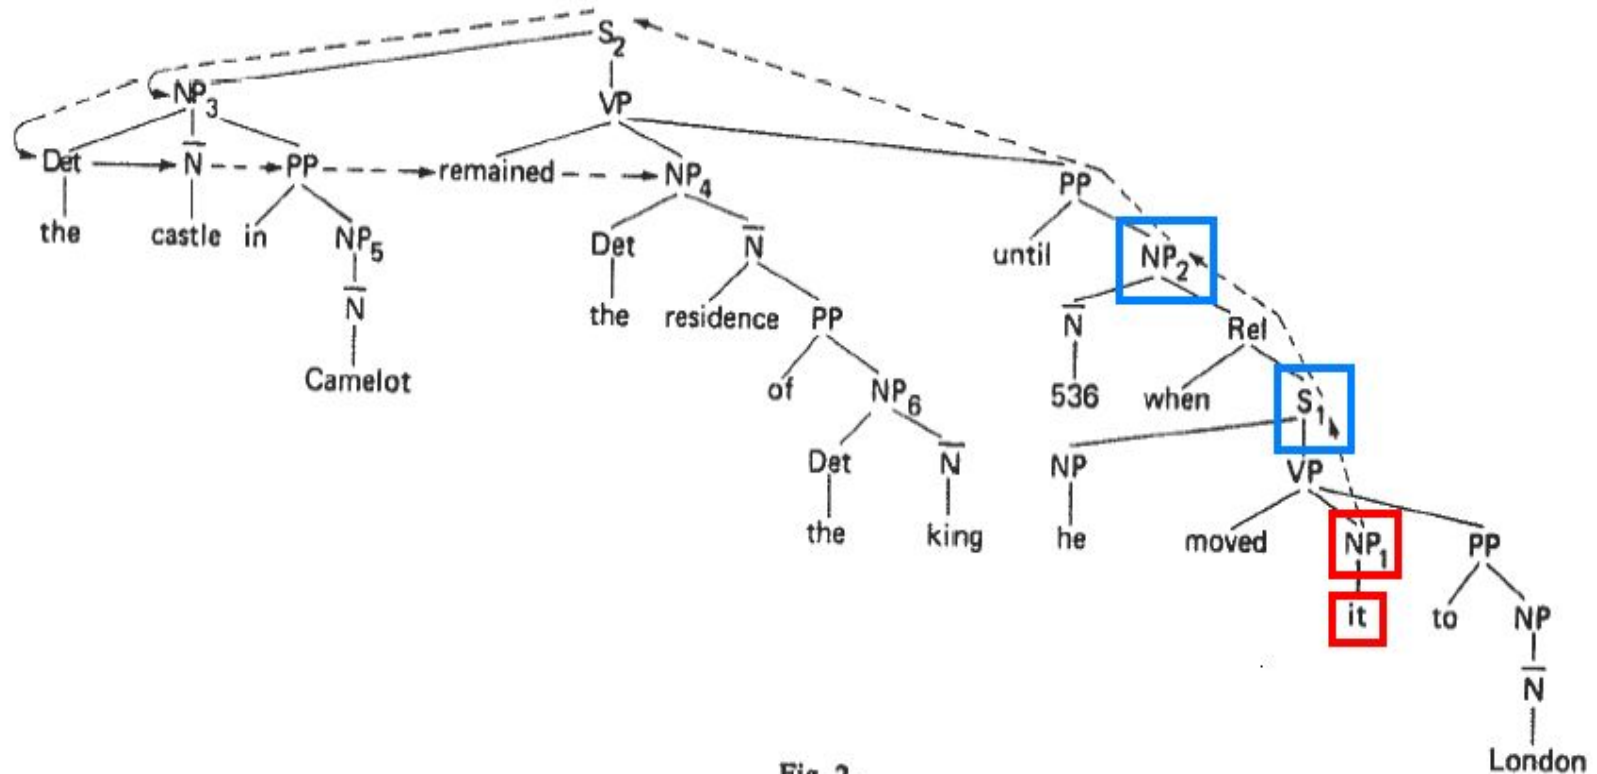 S2
NP3 VP
Det N PP remained NP4 PP
the castle in NP5 Det N until NP2
N the residence PP N Rel
Camelot of NP6 536 when S1
Det N NP VP
the king he moved NP1 PP
it to NP
N
London
Fig. 2.